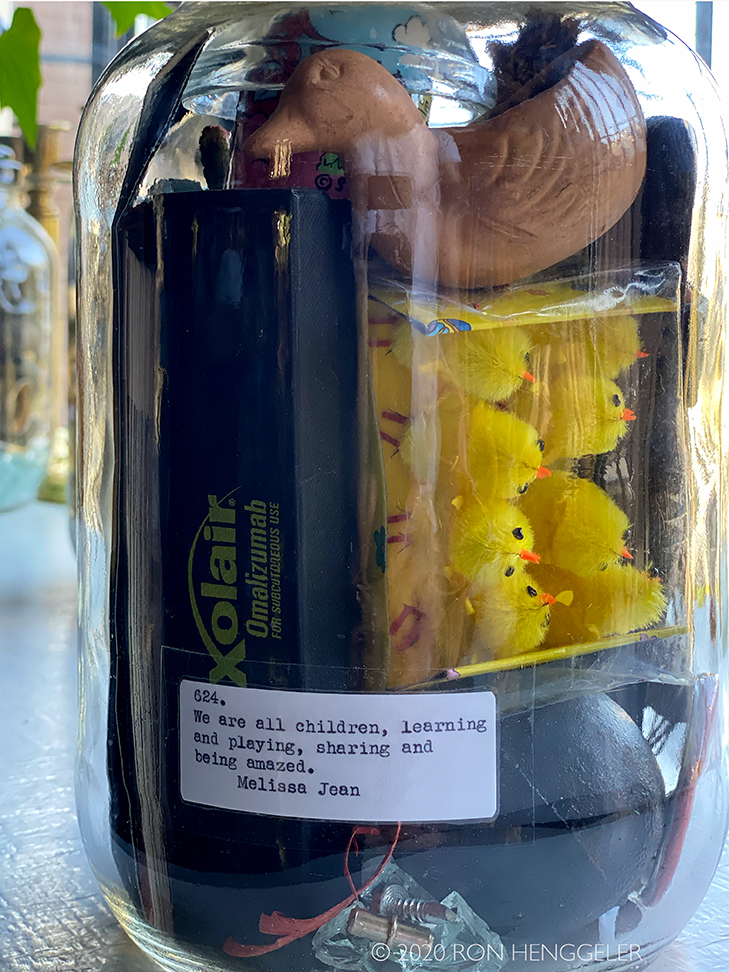 xolair
Omalizumab
FOR SUBCUTANEOUS USE
624.
We are all children, learning
and playing, sharing and
being amazed.
Melissa Jean
© 2020 RON HENGGELER